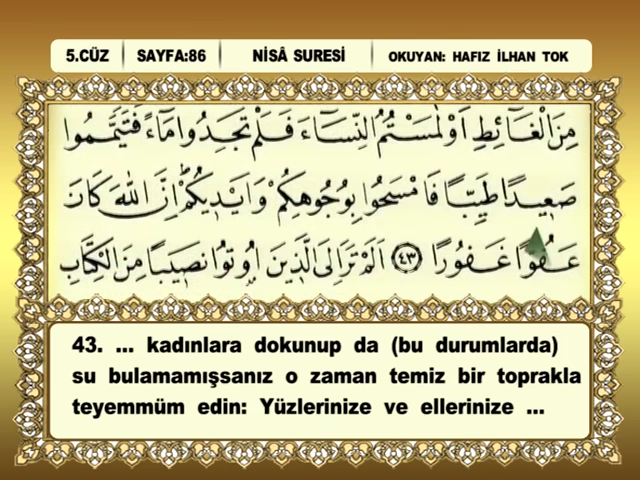 5.CÜZ SAYFA:86 NİSÂ SURESİ OKUYAN: HAFIZ İLHAN TOK
مِنَ الْغَٓائِطِ اَوْ لٰمَسْتُمُ النِّسَٓاءَ فَلَمْ تَجِدُوا مَٓاءً فَتَيَمَّمُوا
صَعٖيدًا طَيِّبًا فَامْسَحُوا بِوُجُوهِكُمْ وَاَيْدٖيكُمْۜ اِنَّ اللّٰهَ كَانَ
عَفُوًّا غَفُورًا ﴿٤٣﴾ اَلَمْ تَرَ اِلَى الَّذٖينَ اُو۫تُوا نَصٖيبًا مِنَ الْكِتَابِ
43. ... kadınlara dokunup da (bu durumlarda)
su bulamamışsanız o zaman temiz bir toprakla
teyemmüm edin: Yüzlerinize ve ellerinize ...